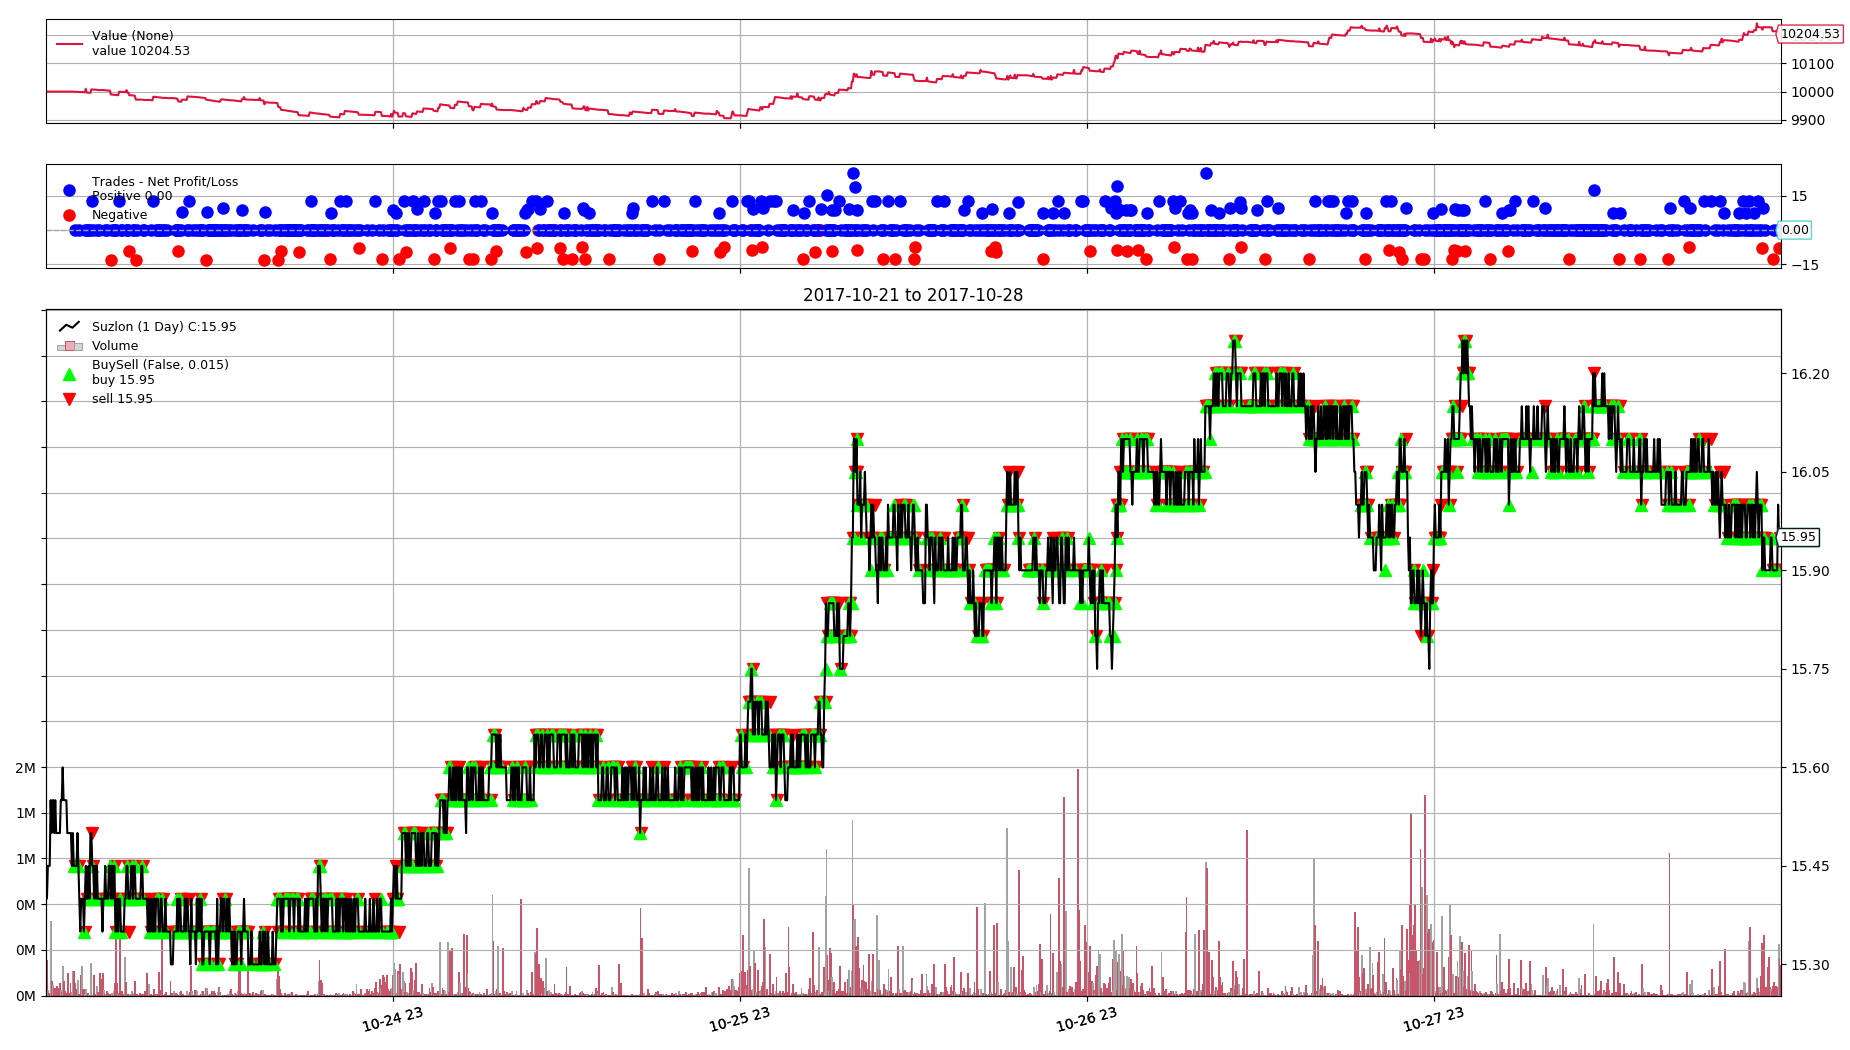 Value (None)
value 10204.53
10204.53
10100
10000
9900
Trades - Net Profit/Loss
Positive 0.00
Negative
15
0.00
−15
2017-10-21 to 2017-10-28
Suzlon (1 Day) C:15.95
Volume
BuySell (False, 0.015)
buy 15.95
sell 15.95
16.20
16.05
15.95
15.90
15.75
15.60
15.45
15.30
2M
1M
1M
0M
0M
0M
10-24 23
10-25 23
10-26 23
10-27 23